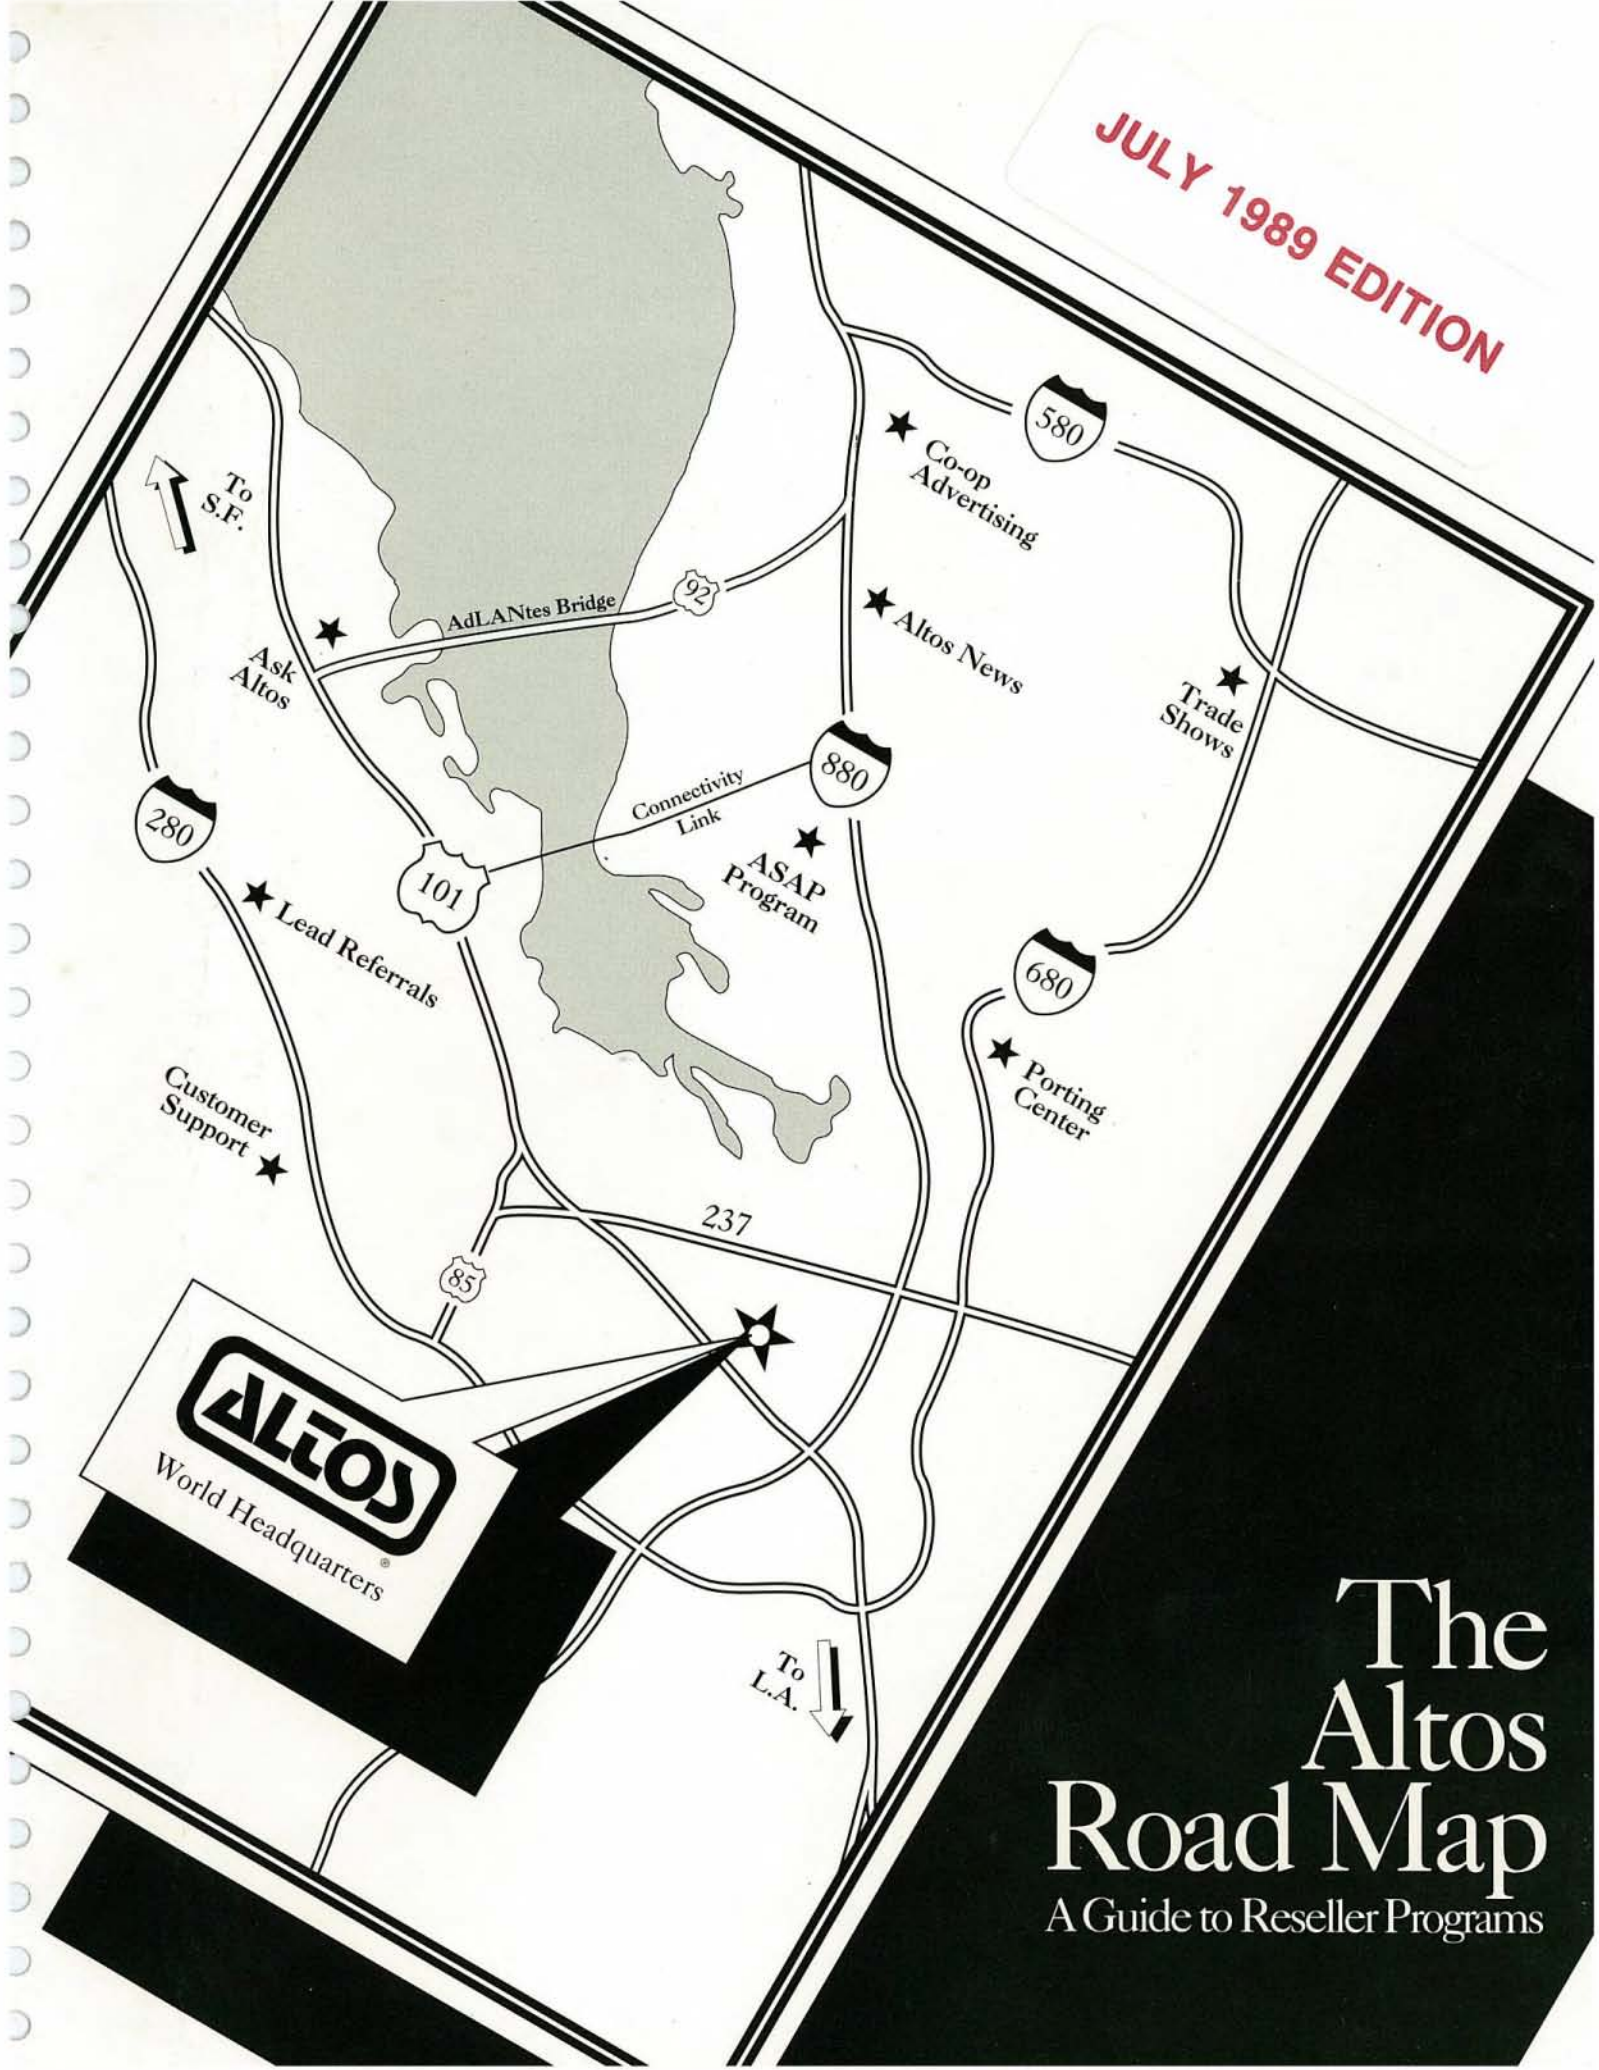 JULY 1989 EDITION
580
Co-op
Advertising
To
S.F.
92
AdLANtes Bridge
Altos News
Ask
Altos
Trade
Shows
880
Connectivity
Link
280
101
ASAP
Program
Lead Referrals
680
Porting
Center
Customer
Support
237
85
ALTOS
®
World Headquarters
To
L.A.
The
Altos
Road Map
A Guide to Reseller Programs